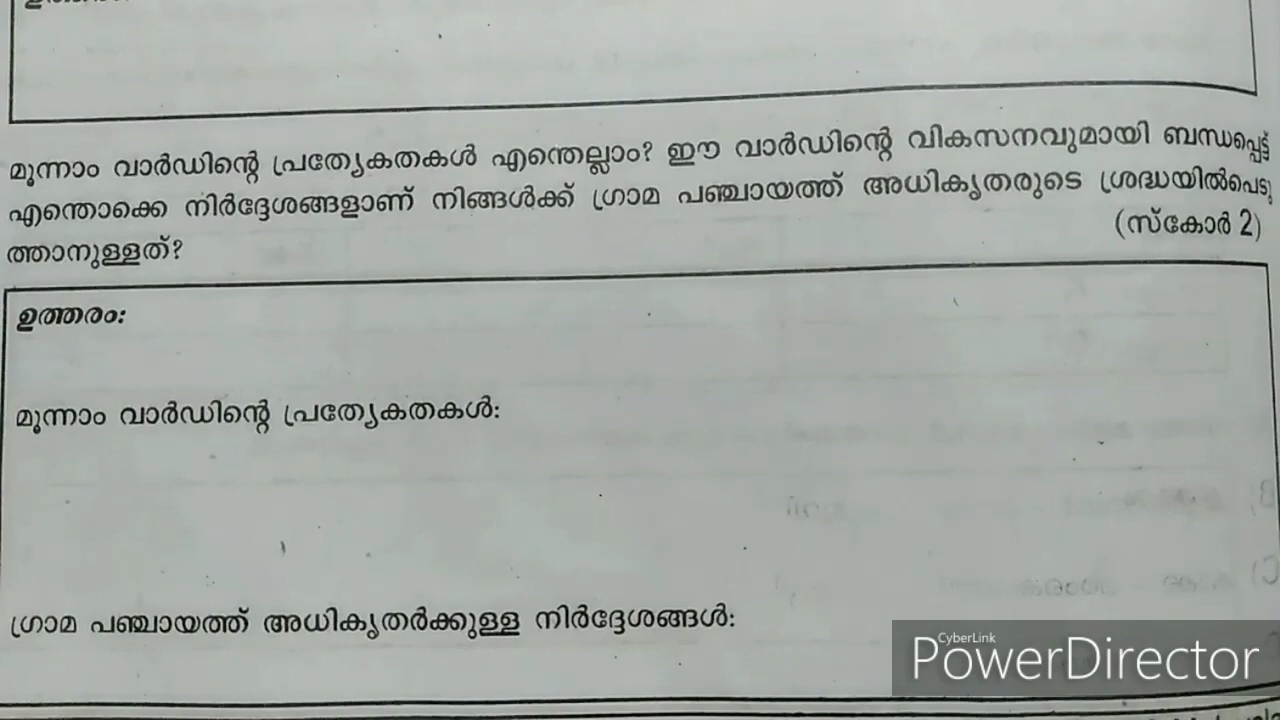 മൂന്നാം വാർഡിന്റെ പ്രത്യേകതകൾ എന്തെല്ലാം? ഈ വാർഡിന്റെ വികസനവുമായി ബന്ധപ്പെട്ട്
എന്തൊക്കെ നിർദ്ദേശങ്ങളാണ് നിങ്ങൾക്ക് ഗ്രാമ പഞ്ചായത്ത് അധികൃതരുടെ ശ്രദ്ധയിൽപെടു
ത്താനുള്ളത്?
(സ്കോർ 2)
ഉത്തരം:
മൂന്നാം വാർഡിന്റെ പ്രത്യേകതകൾ:
ഗ്രാമ പഞ്ചായത്ത് അധികൃതർക്കുള്ള നിർദ്ദേശങ്ങൾ:
CyberLink
PowerDirector